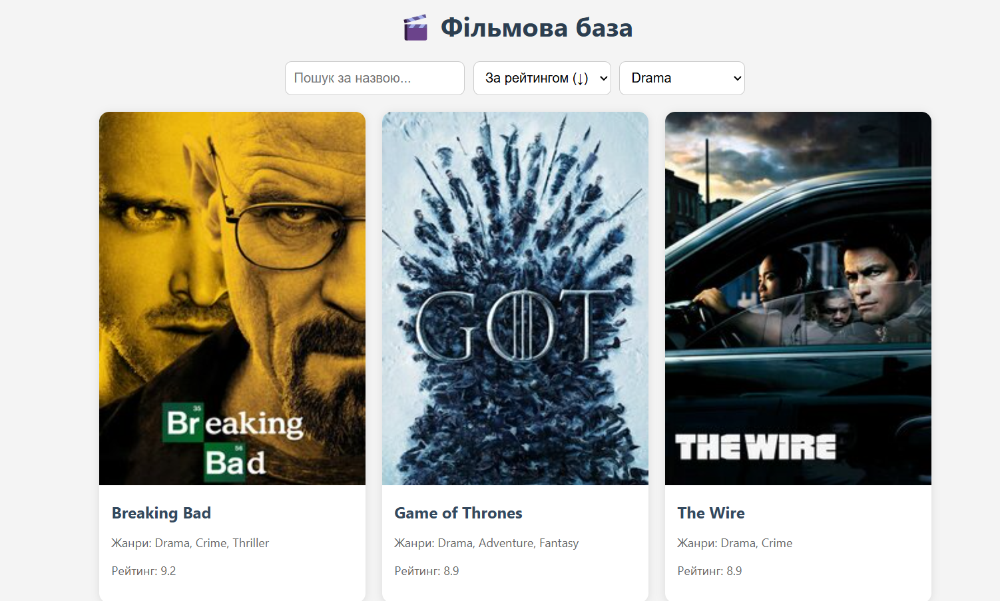 🎬 Фільмова база
Пошук за назвою...
За рейтингом (↓)
Drama
35
Breaking
56
Bad
GOT
THE WIRE
Breaking Bad
Жанри: Drama, Crime, Thriller
Рейтинг: 9.2
Game of Thrones
Жанри: Drama, Adventure, Fantasy
Рейтинг: 8.9
The Wire
Жанри: Drama, Crime
Рейтинг: 8.9